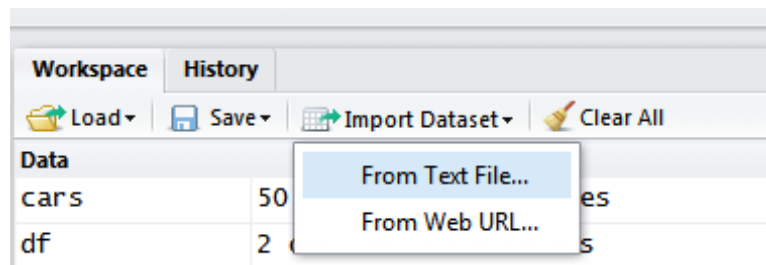 Workspace History
Load Save Import Dataset Clear All
Data
From Text File...
cars 50 es
From Web URL...
df 2 s